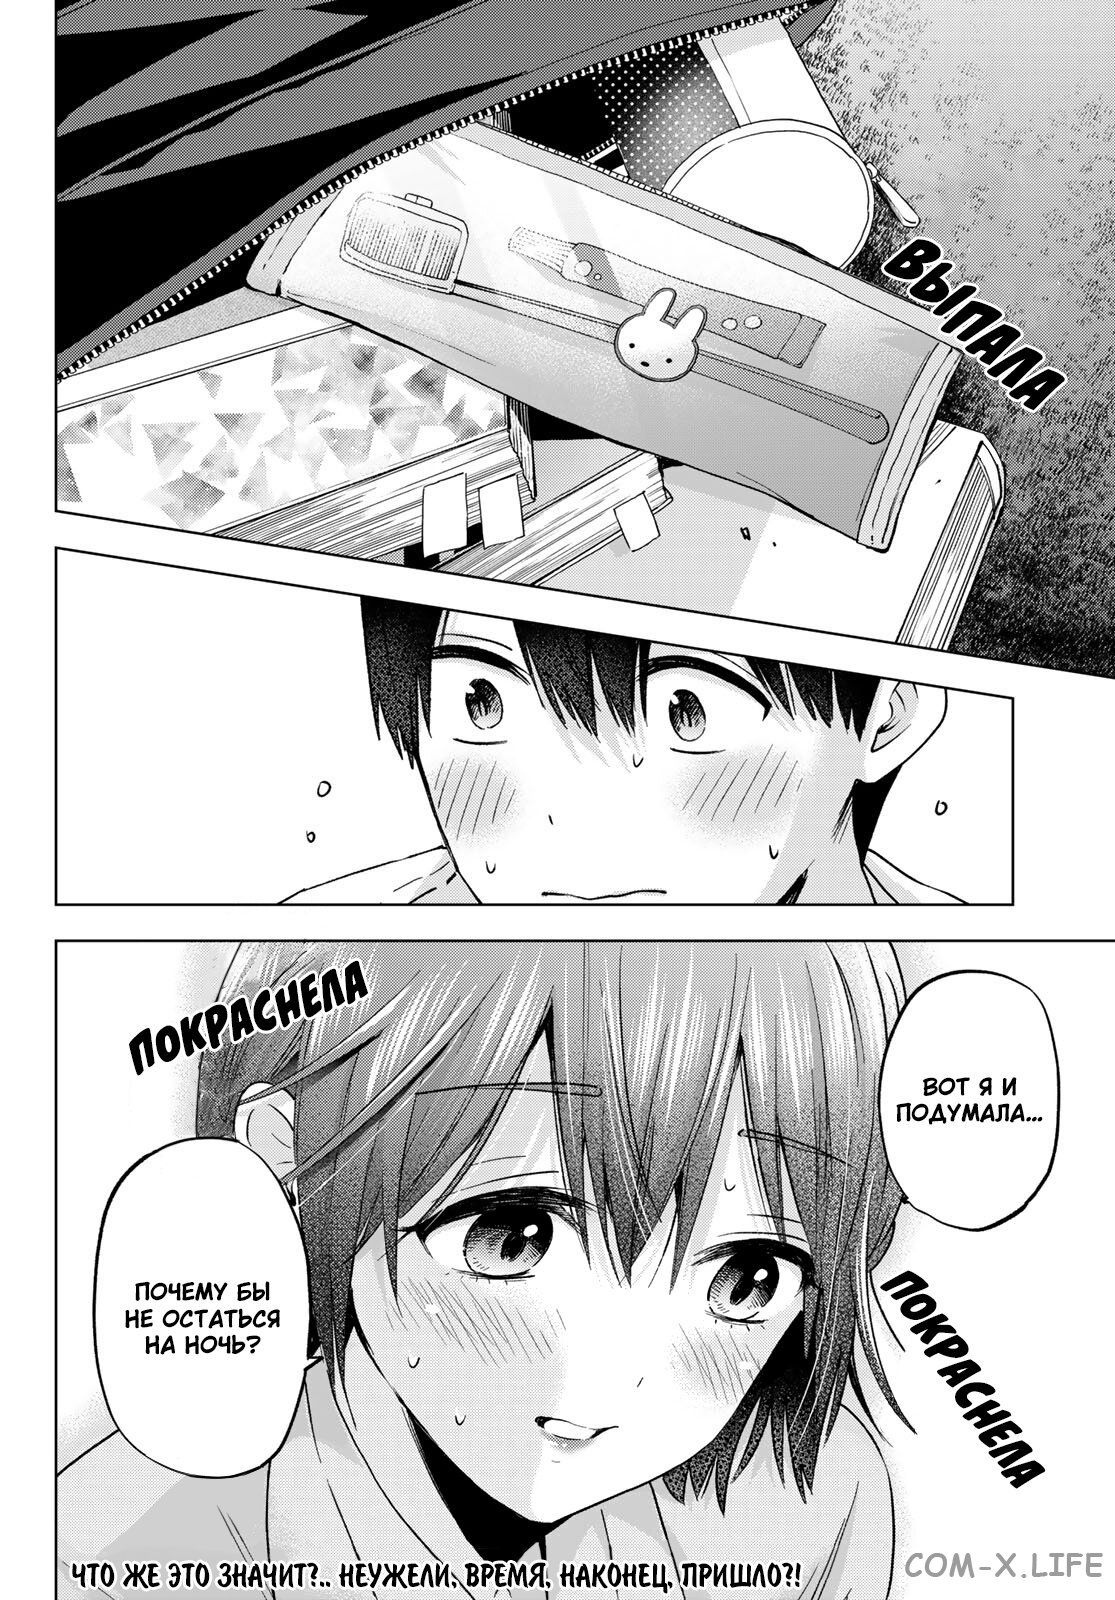 ВЫПАЛА
ПОКРАСНЕЛА
ВОТ Я И
ПОДУМАЛА...
ПОЧЕМУ БЫ
НЕ ОСТАТЬСЯ
НА НОЧЬ?
ПОКРАСНЕЛА
ЧТО ЖЕ ЭТО ЗНАЧИТ?.. НЕУЖЕЛИ, ВРЕМЯ, НАКОНЕЦ, ПРИШЛО?!
COM-X.LIFE